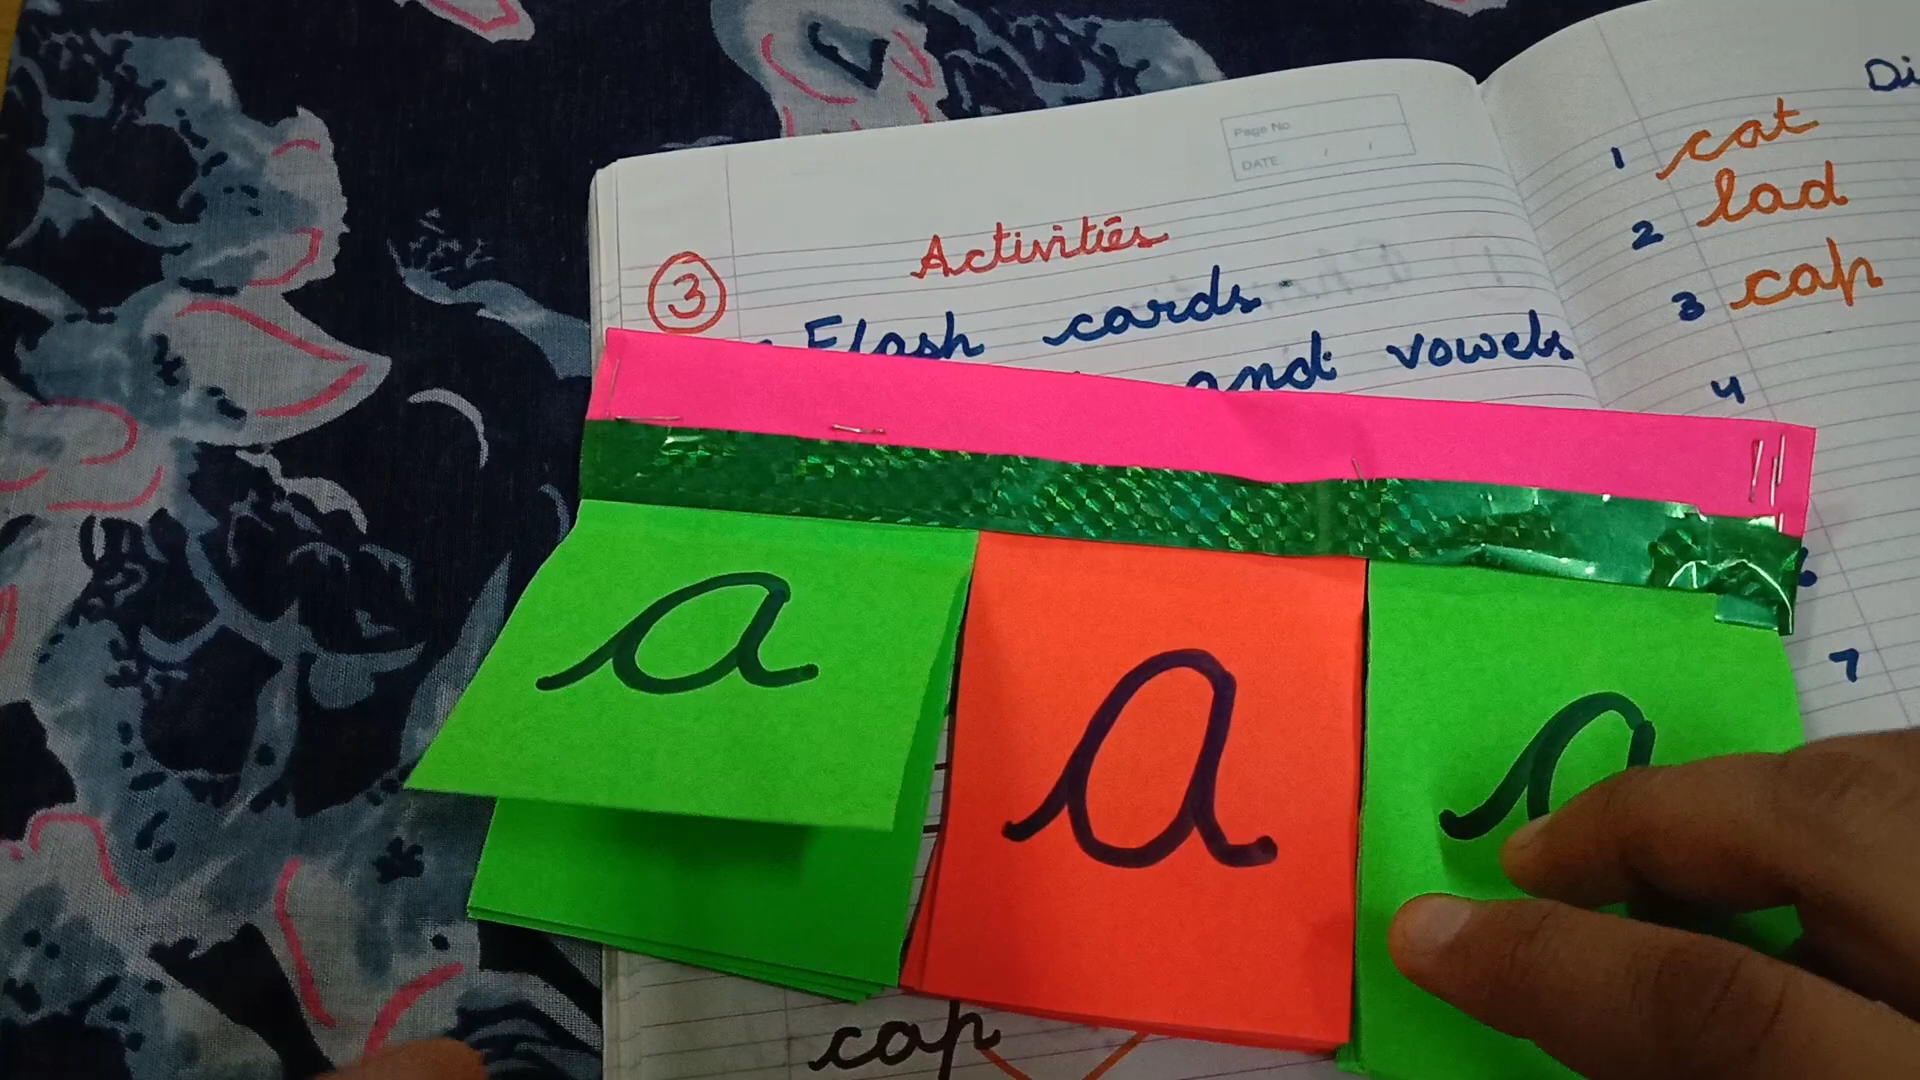 Page No.
DATE / /
Activities
3
Flash cards.
and vowels
a a a
cap
1 cat
2 lad
3 cap
4
7